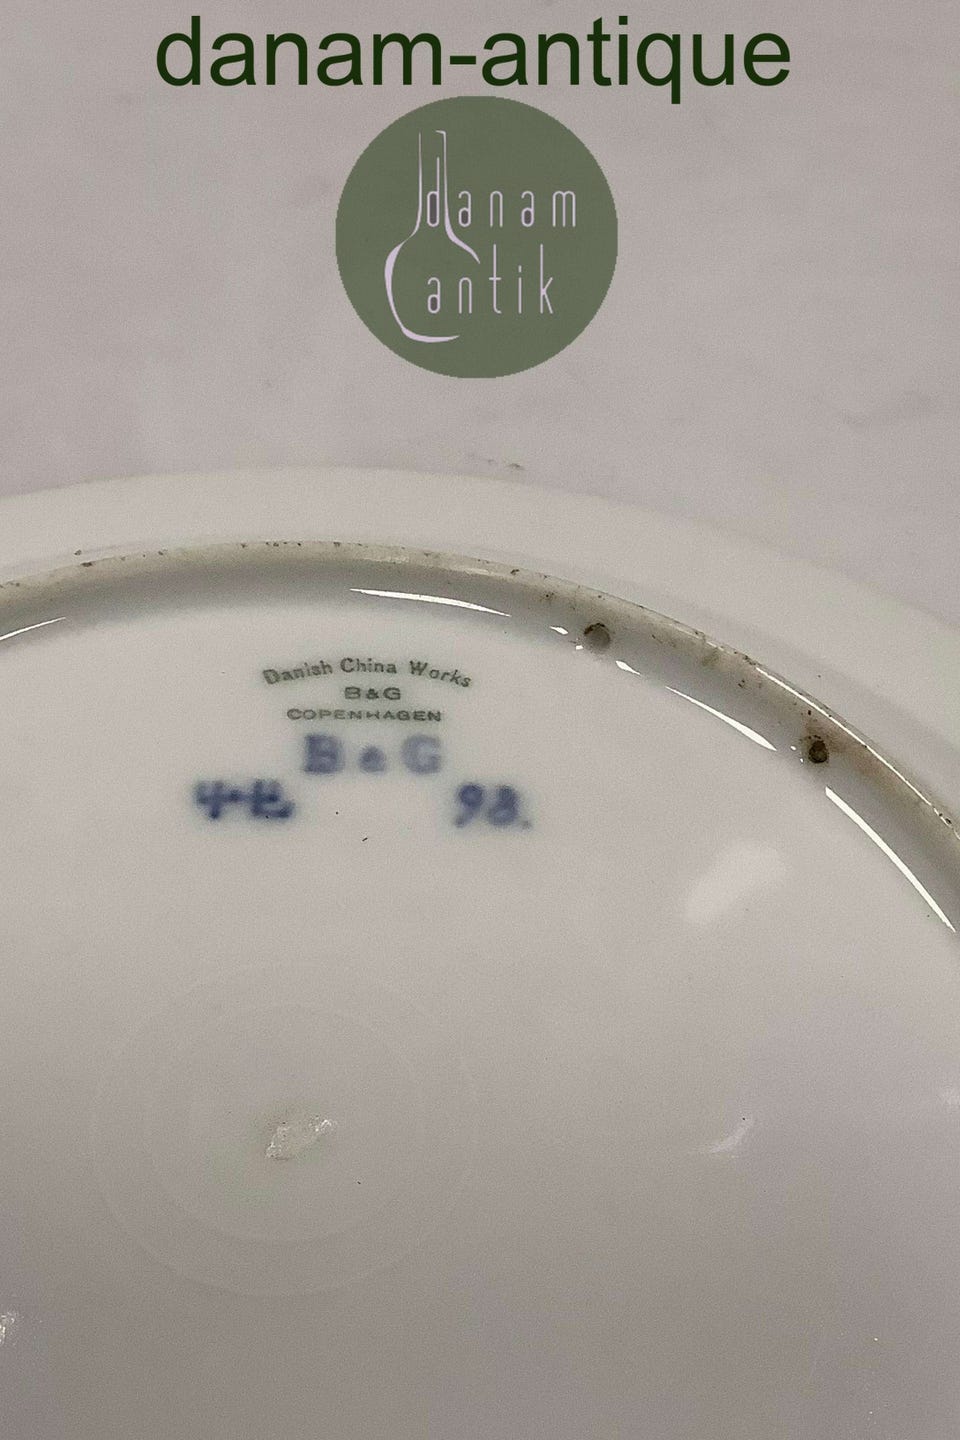 danam-antique
danam
antik
Danish China Works
B&G
COPENHAGEN
B & G
98.